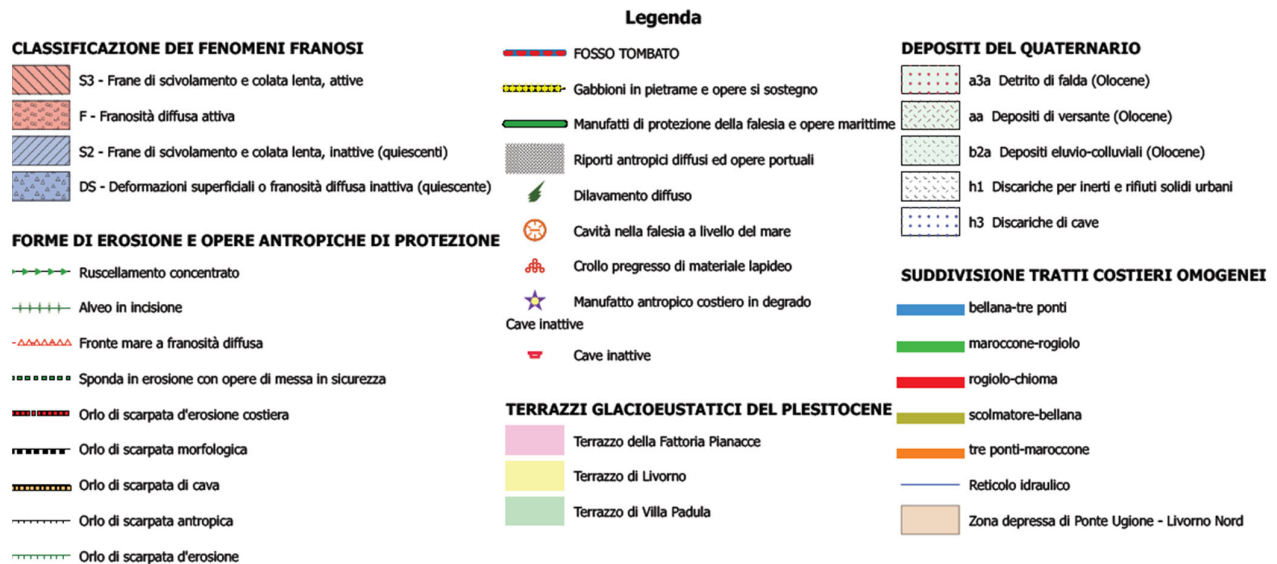 Legenda
CLASSIFICAZIONE DEI FENOMENI FRANOSI
S3 - Frane di scivolamento e colata lenta, attive
F - Franosità diffusa attiva
S2 - Frane di scivolamento e colata lenta, inattive (quiescenti)
DS - Deformazioni superficiali o franosità diffusa inattiva (quiescente)
FORME DI EROSIONE E OPERE ANTROPICHE DI PROTEZIONE
Ruscellamento concentrato
Alveo in incisione
Fronte mare a franosità diffusa
Sponda in erosione con opere di messa in sicurezza
Orlo di scarpata d'erosione costiera
Orlo di scarpata morfologica
Orlo di scarpata di cava
Orlo di scarpata antropica
Orlo di scarpata d'erosione
FOSSO TOMBATO
Gabbioni in pietrame e opere si sostegno
Manufatti di protezione della falesia e opere marittime
Riporti antropici diffusi ed opere portuali
Dilavamento diffuso
Cavità nella falesia a livello del mare
Crollo pregresso di materiale lapideo
Manufatto antropico costiero in degrado
Cave inattive
Cave inattive
TERRAZZI GLACIOEUSTATICI DEL PLESITOCENE
Terrazzo della Fattoria Pianacce
Terrazzo di Livorno
Terrazzo di Villa Padula
DEPOSITI DEL QUATERNARIO
a3a Detrito di falda (Olocene)
aa Depositi di versante (Olocene)
b2a Depositi eluvio-colluviali (Olocene)
h1 Discariche per inerti e rifiuti solidi urbani
h3 Discariche di cave
SUDDIVISIONE TRATTI COSTIERI OMOGENEI
bellana-tre ponti
maroccone-rogiolo
rogiolo-chioma
scolmatore-bellana
tre ponti-maroccone
Reticolo idraulico
Zona depressa di Ponte Ugione - Livorno Nord